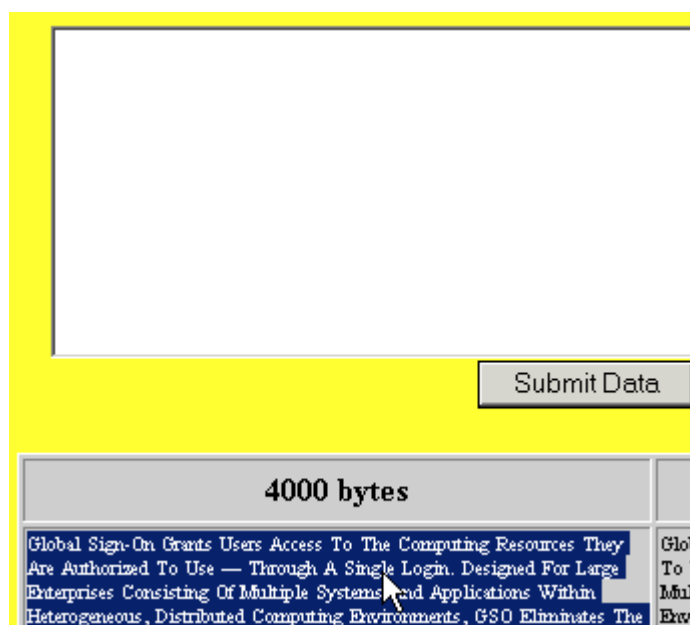 Submit Data
4000 bytes
Global Sign-On Grants Users Access To The Computing Resources They
Are Authorized To Use — Through A Single Login. Designed For Large
Enterprises Consisting Of Multiple Systems And Applications Within
Heterogeneous, Distributed Computing Environments, GSO Eliminates The
To